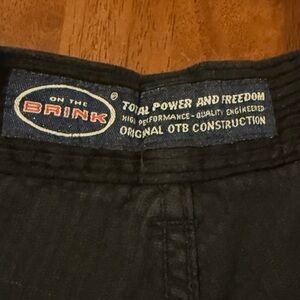 ON THE
BRINK
®
TOTAL POWER AND FREEDOM
HIGH PERFORMANCE - QUALITY ENGINEERED
ORIGINAL OTB CONSTRUCTION